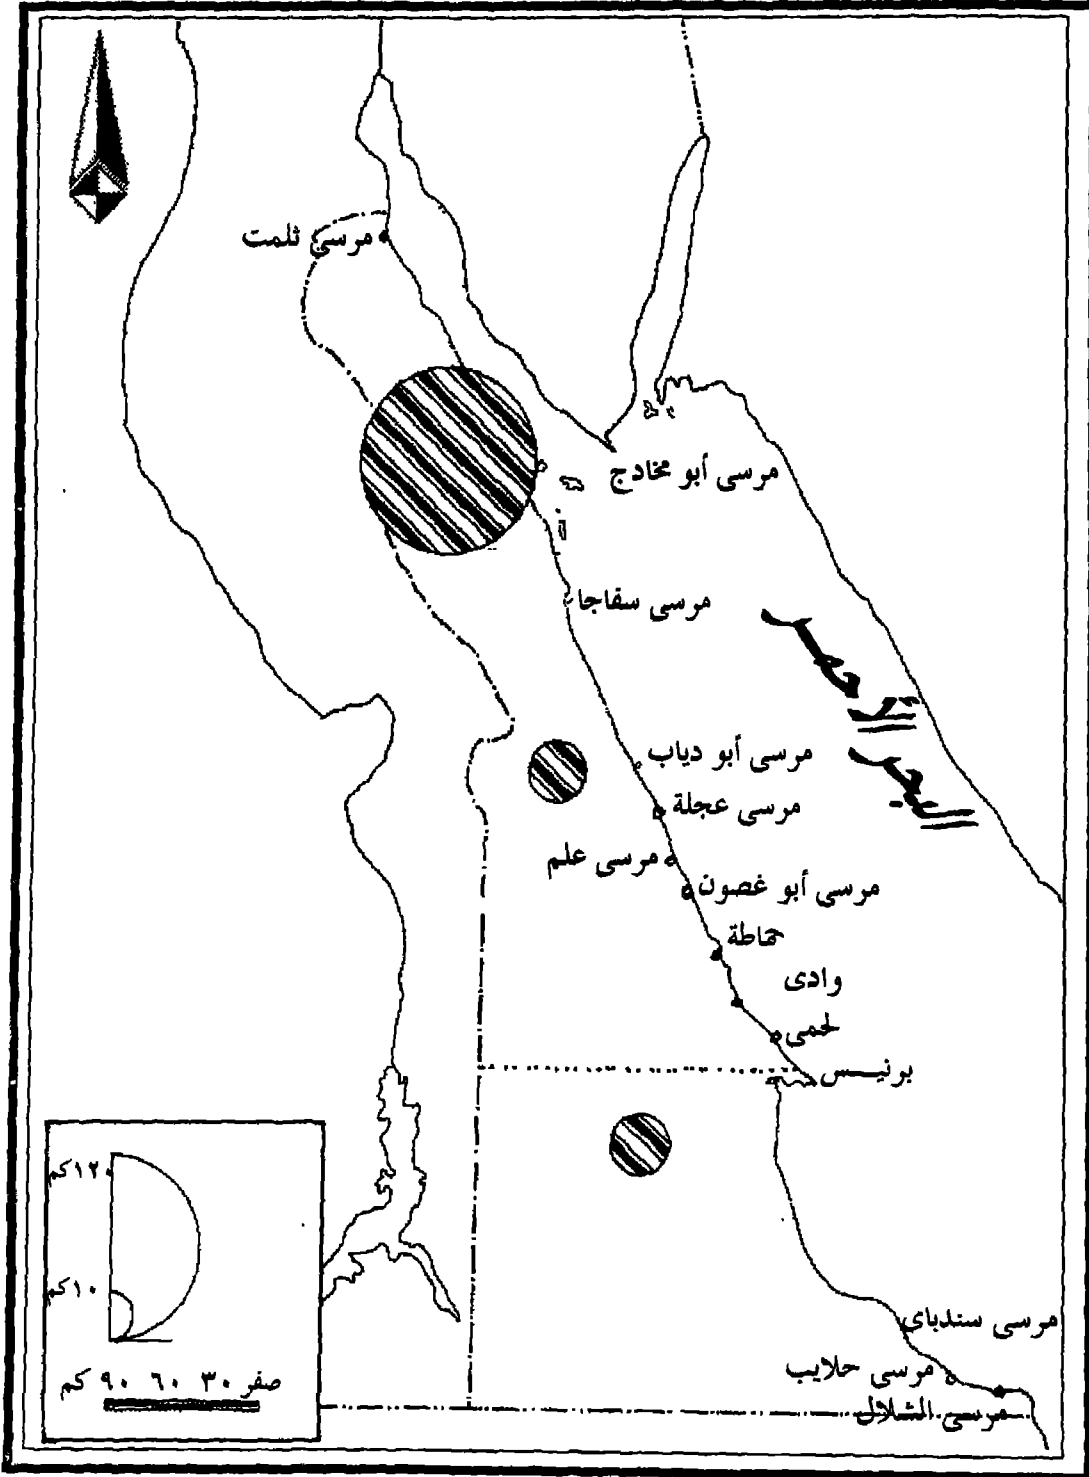 مرسى ثلمت
مرسى أبو مخادج
مرسى سفاجا
البحر الأحمر
مرسى أبو دياب
مرسى عجلة
مرسى علم
مرسى أبو غصون
حماطة
وادى
لحمى
برنيس
١٢٠كم
١٠كم
صفر ٣٠ ٦٠ ٩٠ كم
مرسى سندباى
مرسى حلايب
مرسى الشلال